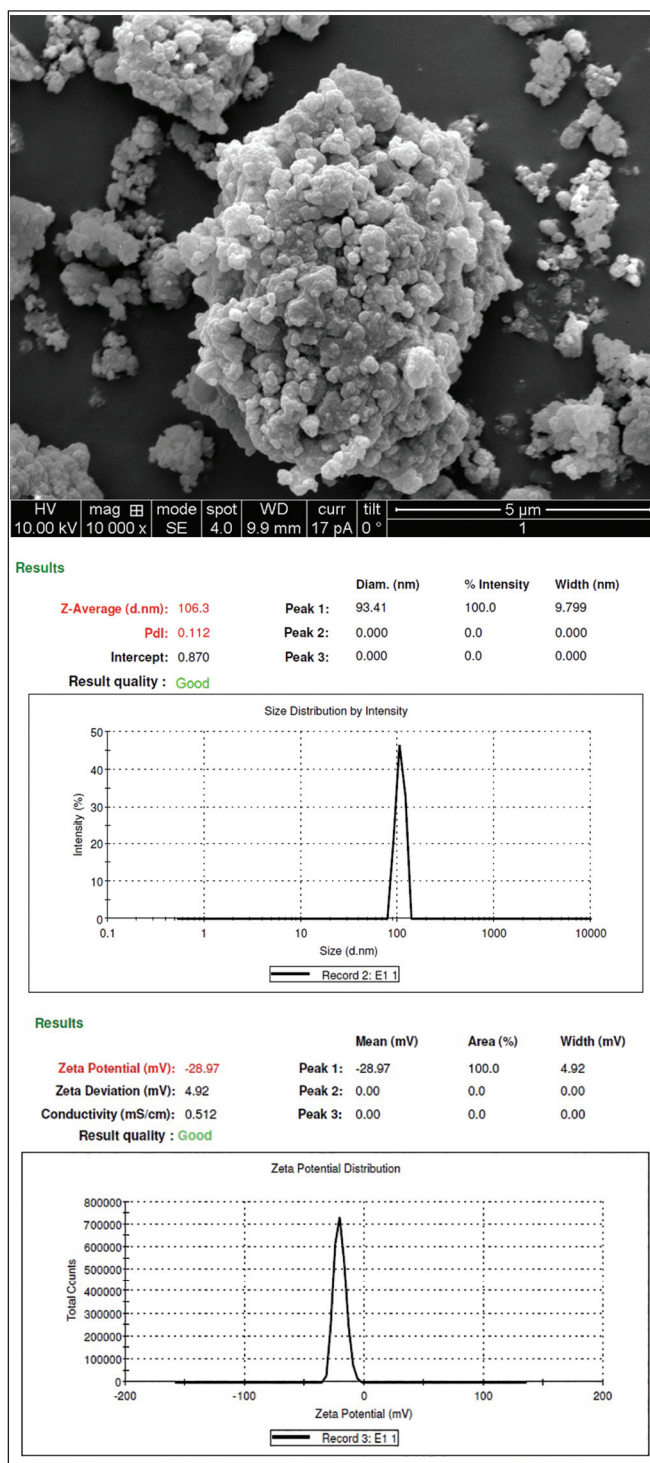 HV mag mode spot WD curr tilt 5 µm
10.00 kV 10 000 x SE 4.0 9.9 mm 17 pA 0 ° 1
Results
Diam. (nm) % Intensity Width (nm)
Z-Average (d.nm): 106.3 Peak 1: 93.41 100.0 9.799
PdI: 0.112 Peak 2: 0.000 0.0 0.000
Intercept: 0.870 Peak 3: 0.000 0.0 0.000
Result quality : Good
Size Distribution by Intensity
50
40
30
20
10
0
Intensity (%)
0.1 1 10 100 1000 10000
Size (d.nm)
Record 2: E1 1
Results
Mean (mV) Area (%) Width (mV)
Zeta Potential (mV): -28.97 Peak 1: -28.97 100.0 4.92
Zeta Deviation (mV): 4.92 Peak 2: 0.00 0.0 0.00
Conductivity (mS/cm): 0.512 Peak 3: 0.00 0.0 0.00
Result quality : Good
Zeta Potential Distribution
800000
700000
600000
500000
400000
300000
200000
100000
0
Total Counts
-200 -100 0 100 200
Zeta Potential (mV)
Record 3: E1 1